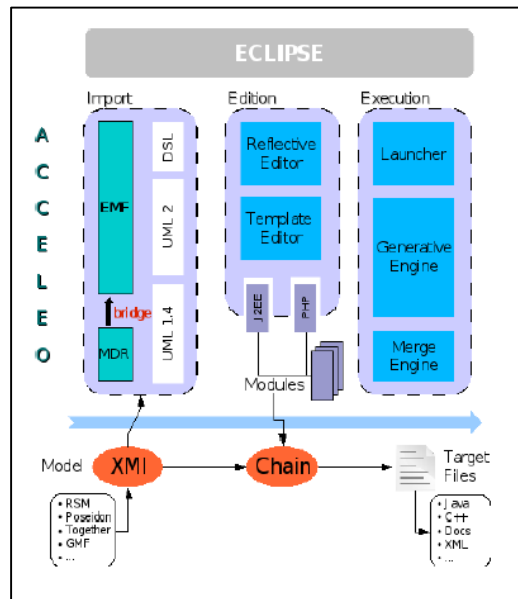 ECLIPSE
Import
Edition
Execution
ACCELEO
EMF
DSL
UML 2
UML 1.4
bridge
MDR
Reflective
Editor
Template
Editor
J2EE
PHP
Modules
Launcher
Generative
Engine
Merge
Engine
Model
XMI
Chain
Target
Files
• RSM
• Poseidon
• Together
• GMF
• ...
• Java
• C++
• Docs
• XML
• ...